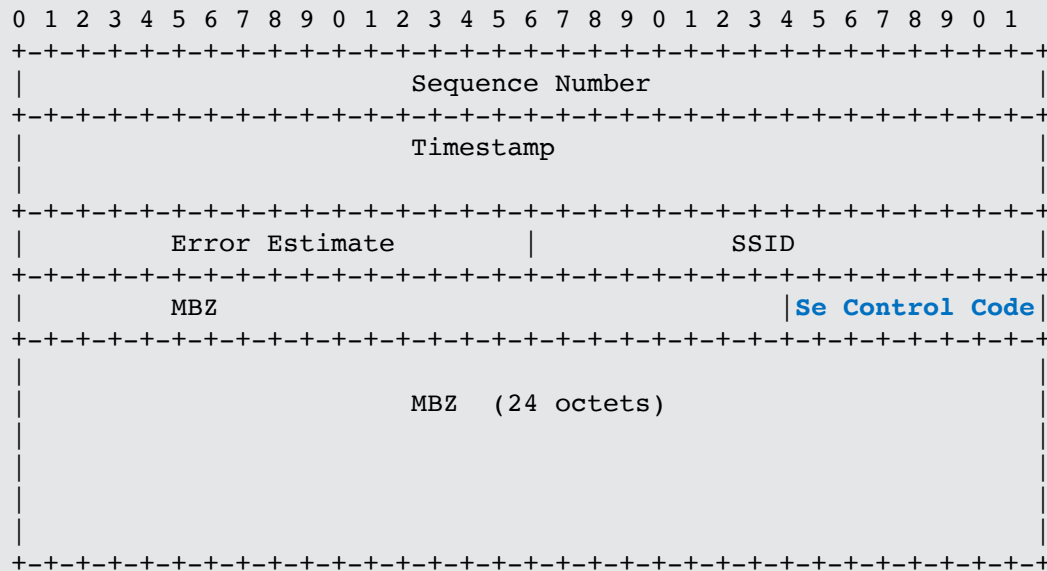 0 1 2 3 4 5 6 7 8 9 0 1 2 3 4 5 6 7 8 9 0 1 2 3 4 5 6 7 8 9 0 1
+-+-+-+-+-+-+-+-+-+-+-+-+-+-+-+-+-+-+-+-+-+-+-+-+-+-+-+-+-+-+-+-+
|                        Sequence Number                        |
+-+-+-+-+-+-+-+-+-+-+-+-+-+-+-+-+-+-+-+-+-+-+-+-+-+-+-+-+-+-+-+-+
|                        Timestamp                              |
|                                                               |
+-+-+-+-+-+-+-+-+-+-+-+-+-+-+-+-+-+-+-+-+-+-+-+-+-+-+-+-+-+-+-+-+
|         Error Estimate        |            SSID               |
+-+-+-+-+-+-+-+-+-+-+-+-+-+-+-+-+-+-+-+-+-+-+-+-+-+-+-+-+-+-+-+-+
|         MBZ                                   |Se Control Code|
+-+-+-+-+-+-+-+-+-+-+-+-+-+-+-+-+-+-+-+-+-+-+-+-+-+-+-+-+-+-+-+-+
|                                                               |
|                        MBZ  (24 octets)                       |
|                                                               |
|                                                               |
|                                                               |
|                                                               |
+-+-+-+-+-+-+-+-+-+-+-+-+-+-+-+-+-+-+-+-+-+-+-+-+-+-+-+-+-+-+-+-+